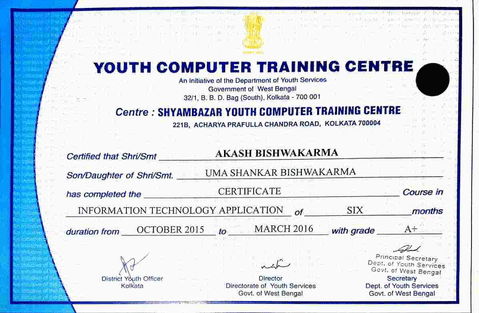 YOUTH COMPUTER TRAINING CENTRE
An Initiative of the Department of Youth Services
Government of West Bengal
32/1, B. B. D. Bag (South), Kolkata - 700 001
Centre : SHYAMBAZAR YOUTH COMPUTER TRAINING CENTRE
221B, ACHARYA PRAFULLA CHANDRA ROAD, KOLKATA 700004
Certified that Shri/Smt AKASH BISHWAKARMA
Son/Daughter of Shri/Smt. UMA SHANKAR BISHWAKARMA
has completed the CERTIFICATE Course in
INFORMATION TECHNOLOGY APPLICATION of SIX months
duration from OCTOBER 2015 to MARCH 2016 with grade A+
Principal Secretary
Dept. of Youth Services
Govt. of West Bengal
District Youth Officer Director Secretary
Kolkata Directorate of Youth Services Dept. of Youth Services
Govt. of West Bengal Govt. of West Bengal